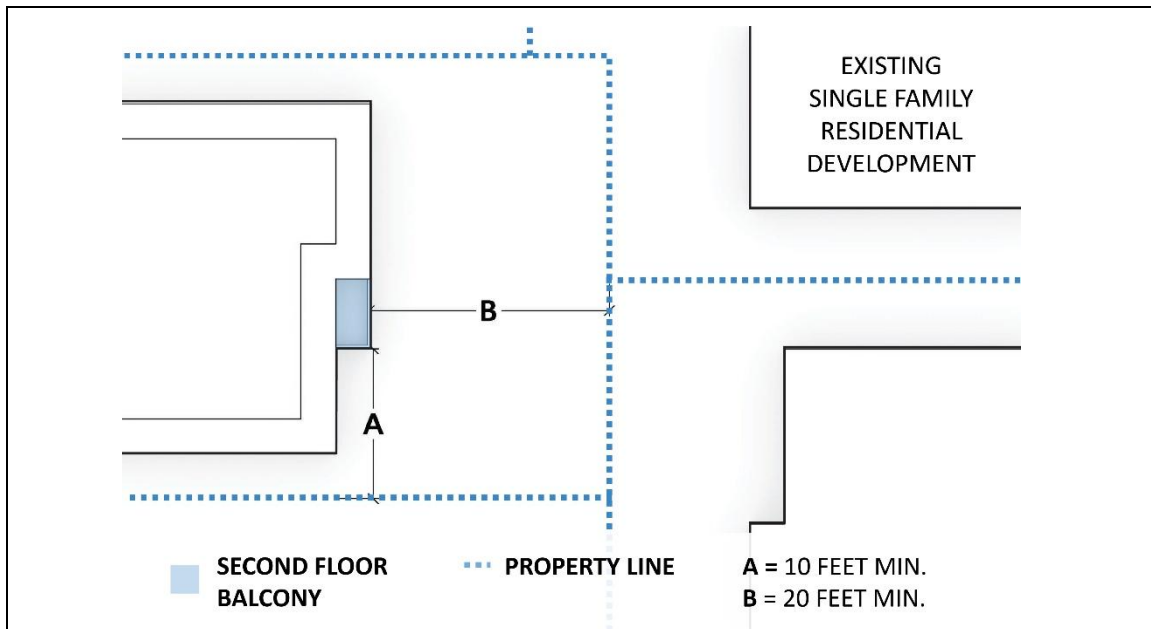 EXISTING
SINGLE FAMILY
RESIDENTIAL
DEVELOPMENT
B
A
SECOND FLOOR
BALCONY
PROPERTY LINE
A = 10 FEET MIN.
B = 20 FEET MIN.